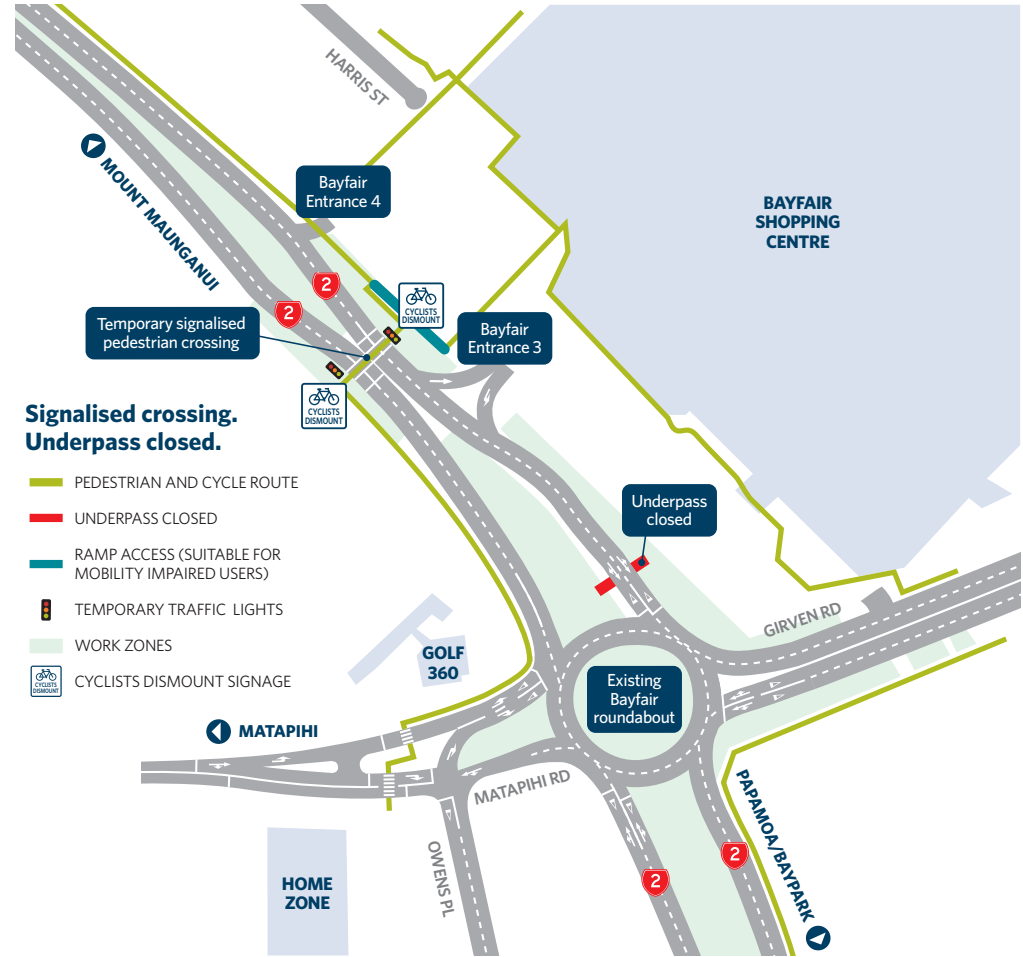 HARRIS ST
MOUNT MAUNGANUI
Bayfair
Entrance 4
BAYFAIR
SHOPPING
CENTRE
2
2
CYCLISTS
DISMOUNT
Temporary signalised
pedestrian crossing
Bayfair
Entrance 3
CYCLISTS
DISMOUNT
Signalised crossing.
Underpass closed.
PEDESTRIAN AND CYCLE ROUTE
UNDERPASS CLOSED
RAMP ACCESS (SUITABLE FOR
MOBILITY IMPAIRED USERS)
TEMPORARY TRAFFIC LIGHTS
WORK ZONES
CYCLISTS
DISMOUNT
CYCLISTS DISMOUNT SIGNAGE
Underpass
closed
GIRVEN RD
GOLF
360
Existing
Bayfair
roundabout
MATAPIHI
MATAPIHI RD
PAPAMOA/BAYPARK
OWENS PL
2
2
HOME
ZONE